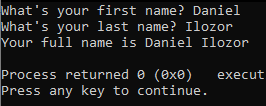 What's your first name? Daniel
What's your last name? Ilozor
Your full name is Daniel Ilozor
Process returned 0 (0x0)   execut
Press any key to continue.